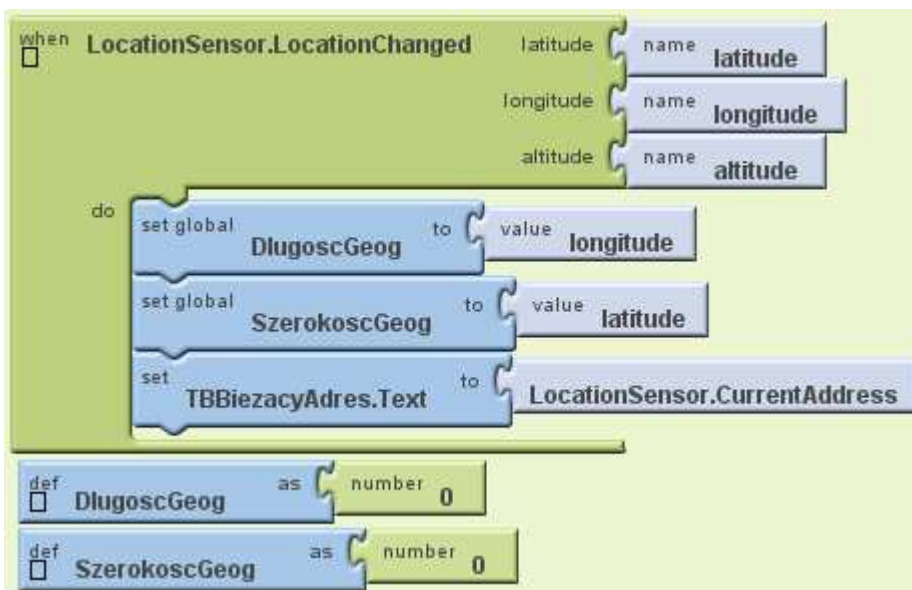 when LocationSensor.LocationChanged latitude name latitude
longitude name longitude
altitude name altitude
do set global DlugoscGeog to value longitude
set global SzerokoscGeog to value latitude
set TBBiezacyAdres.Text to LocationSensor.CurrentAddress
def DlugoscGeog as number 0
def SzerokoscGeog as number 0